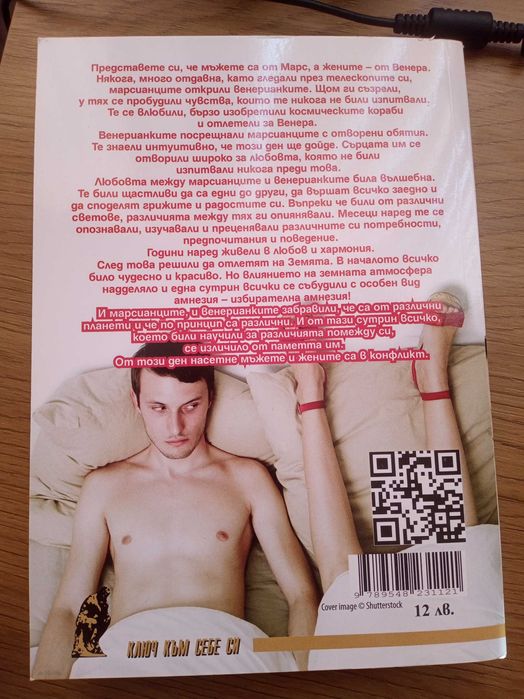 Представете си, че мъжете са от Марс, а жените – от Венера.
Някога, много отдавна, като гледали през телескопите си,
марсианците открили венерианките. Щом ги съзрели,
у тях се пробудили чувства, които те никога не били изпитвали.
Те се влюбили, бързо изобретили космическите кораби
и отлетели за Венера.
Венерианките посрещнали марсианците с отворени обятия.
Те знаели интуитивно, че този ден ще дойде. Сърцата им се
отворили широко за любовта, която не били
изпитвали никога преди това.
Любовта между марсианците и венерианките била вълшебна.
Те били щастливи да са едни до други, да вършат всичко заедно и
да споделят грижите и радостите си. Въпреки че били от различни
светове, различията между тях ги опиянявали. Месеци наред те се
опознавали, изучавали и преценявали различните си потребности,
предпочитания и поведение.
Години наред живели в любов и хармония.
След това решили да отлетят на Земята. В началото всичко
било чудесно и красиво. Но влиянието на земната атмосфера
надделяло и една сутрин всички се събудили с особен вид
амнезия – избирателна амнезия!
И марсианците, и венерианките забравили, че са от различни
планети и че по принцип са различни. И от тази сутрин всичко,
което били научили за различията помежду си,
се изличило от паметта им.
От този ден насетне мъжете и жените са в конфликт.
9 789548 231121
Cover image © Shutterstock
12 лв.
КЛЮЧ КЪМ СЕБЕ СИ